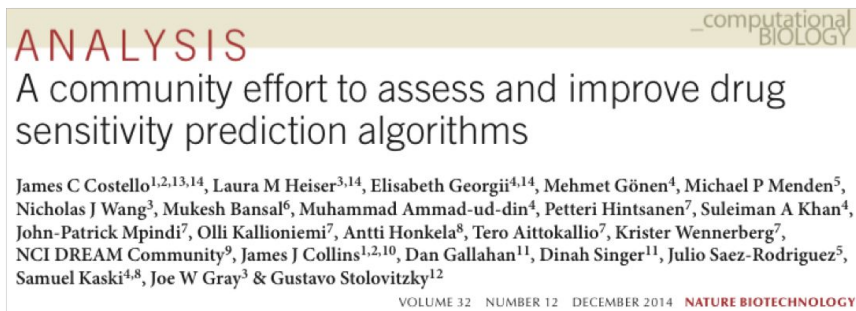 _computational
BIOLOGY
ANALYSIS
A community effort to assess and improve drug
sensitivity prediction algorithms
James C Costello1,2,13,14, Laura M Heiser3,14, Elisabeth Georgii4,14, Mehmet Gönen4, Michael P Menden5,
Nicholas J Wang3, Mukesh Bansal6, Muhammad Ammad-ud-din4, Petteri Hintsanen7, Suleiman A Khan4,
John-Patrick Mpindi7, Olli Kallioniemi7, Antti Honkela8, Tero Aittokallio7, Krister Wennerberg7,
NCI DREAM Community9, James J Collins1,2,10, Dan Gallahan11, Dinah Singer11, Julio Saez-Rodriguez5,
Samuel Kaski4,8, Joe W Gray3 & Gustavo Stolovitzky12
VOLUME 32 NUMBER 12 DECEMBER 2014 NATURE BIOTECHNOLOGY